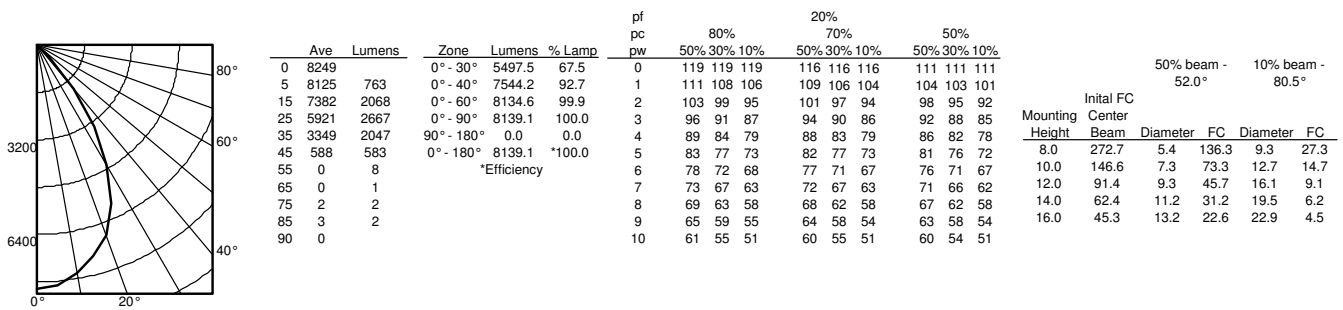 80°
60°
40°
20°
0°
3200
6400
Ave Lumens
0 8249
5 8125 763
15 7382 2068
25 5921 2667
35 3349 2047
45 588 583
55 0 8
65 0 1
75 2 2
85 3 2
90 0
Zone Lumens % Lamp
0° - 30° 5497.5 67.5
0° - 40° 7544.2 92.7
0° - 60° 8134.6 99.9
0° - 90° 8139.1 100.0
90° - 180° 0.0 0.0
0° - 180° 8139.1 *100.0
*Efficiency
pf 20%
pc 80% 70% 50%
pw 50% 30% 10% 50% 30% 10% 50% 30% 10%
0 119 119 119 116 116 116 111 111 111
1 111 108 106 109 106 104 104 103 101
2 103 99 95 101 97 94 98 95 92
3 96 91 87 94 90 86 92 88 85
4 89 84 79 88 83 79 86 82 78
5 83 77 73 82 77 73 81 76 72
6 78 72 68 77 71 67 76 71 67
7 73 67 63 72 67 63 71 66 62
8 69 63 58 68 62 58 67 62 58
9 65 59 55 64 58 54 63 58 54
10 61 55 51 60 55 51 60 54 51
50% beam - 10% beam -
52.0° 80.5°
Inital FC
Mounting Center
Height Beam Diameter FC Diameter FC
8.0 272.7 5.4 136.3 9.3 27.3
10.0 146.6 7.3 73.3 12.7 14.7
12.0 91.4 9.3 45.7 16.1 9.1
14.0 62.4 11.2 31.2 19.5 6.2
16.0 45.3 13.2 22.6 22.9 4.5